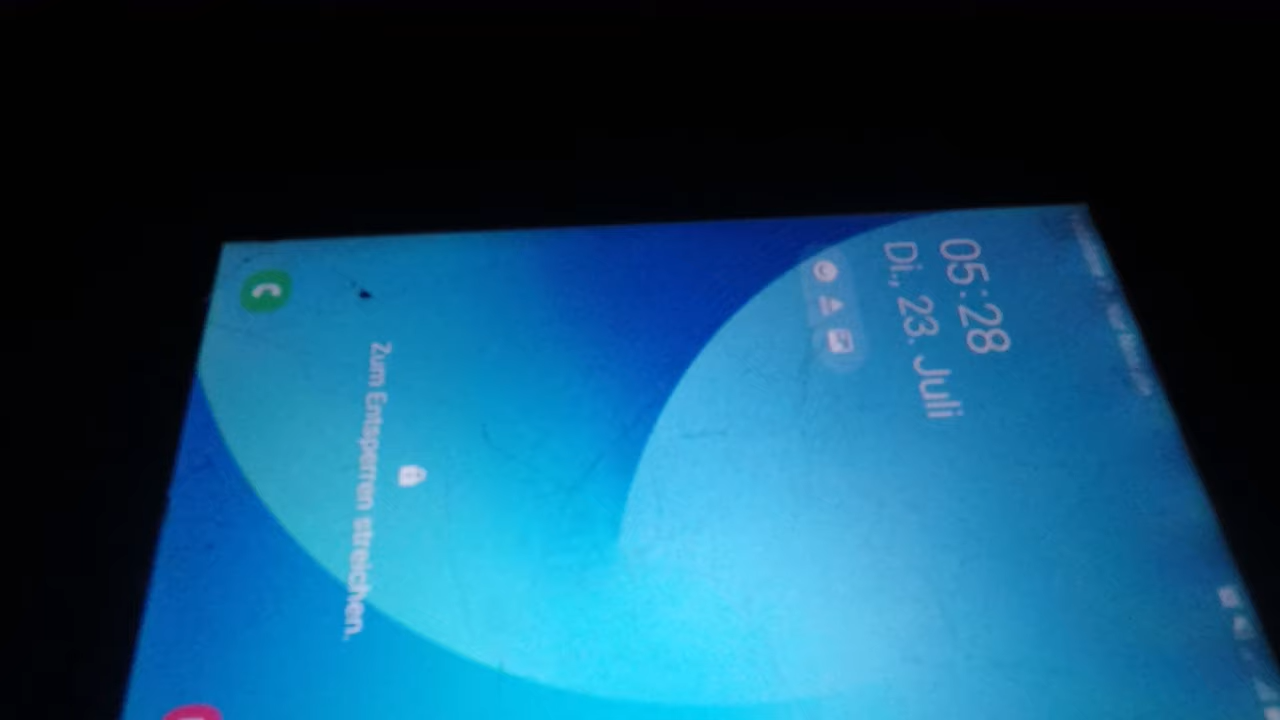 05:28
Di., 23. Juli
Zum Entsperren streichen.